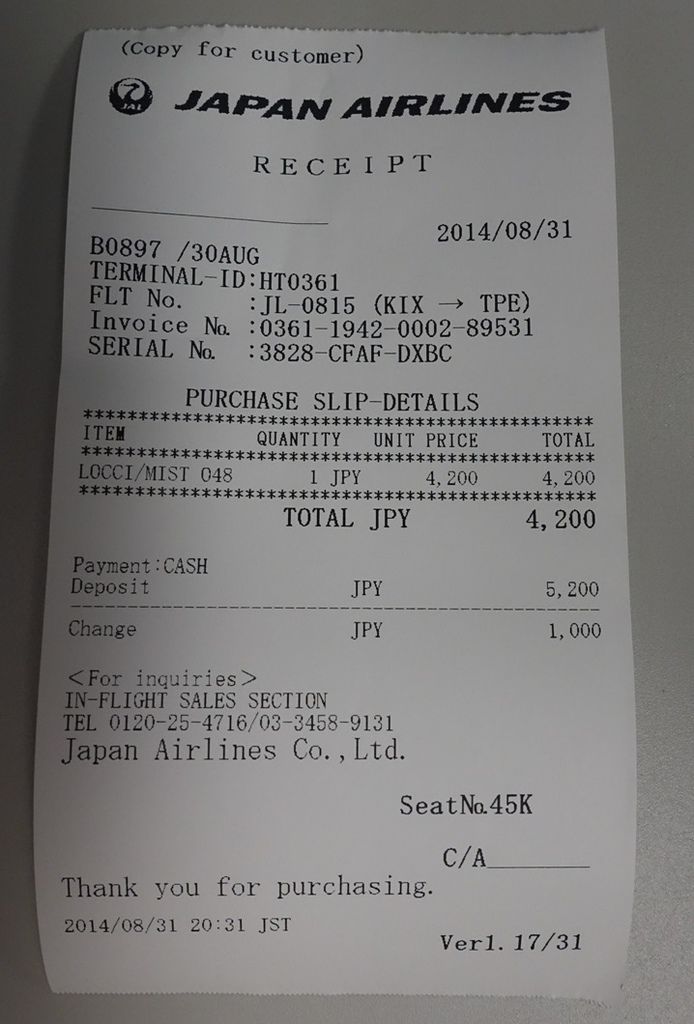 (Copy for customer)
JAL JAPAN AIRLINES
RECEIPT
2014/08/31
B0897 /30AUG
TERMINAL-ID:HT0361
FLT No. :JL-0815 (KIX → TPE)
Invoice No. :0361-1942-0002-89531
SERIAL No. :3828-CFAF-DXBC
PURCHASE SLIP-DETAILS
ITEM QUANTITY UNIT PRICE TOTAL
LOCCI/MIST 048 1 JPY 4,200 4,200
TOTAL JPY 4,200
Payment:CASH
Deposit JPY 5,200
Change JPY 1,000
<For inquiries>
IN-FLIGHT SALES SECTION
TEL 0120-25-4716/03-3458-9131
Japan Airlines Co.,Ltd.
SeatNo.45K
C/A
Thank you for purchasing.
2014/08/31 20:31 JST
Ver1.17/31